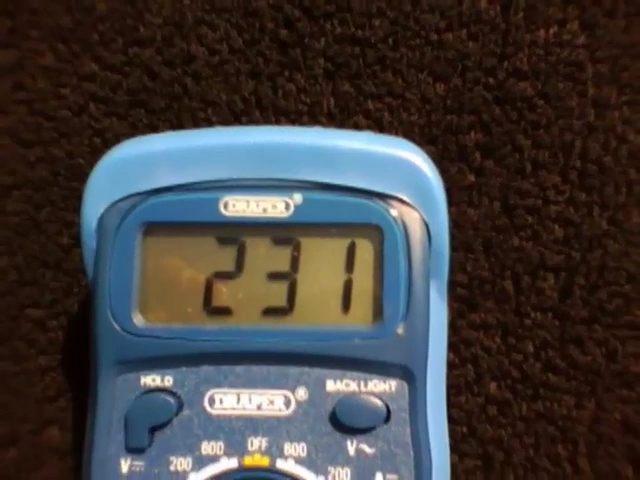 DRAPER®
231
HOLD
DRAPER®
BACK LIGHT
600 OFF 600
V⎓ 200 200 V~ A⎓